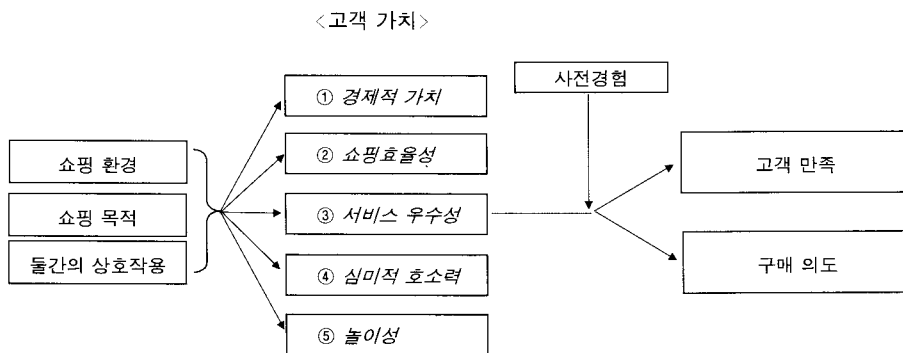 <고객 가치>
사전경험
① 경제적 가치
② 쇼핑효율성
쇼핑 환경
고객 만족
쇼핑 목적
③ 서비스 우수성
둘간의 상호작용
④ 심미적 호소력
구매 의도
⑤ 놀이성